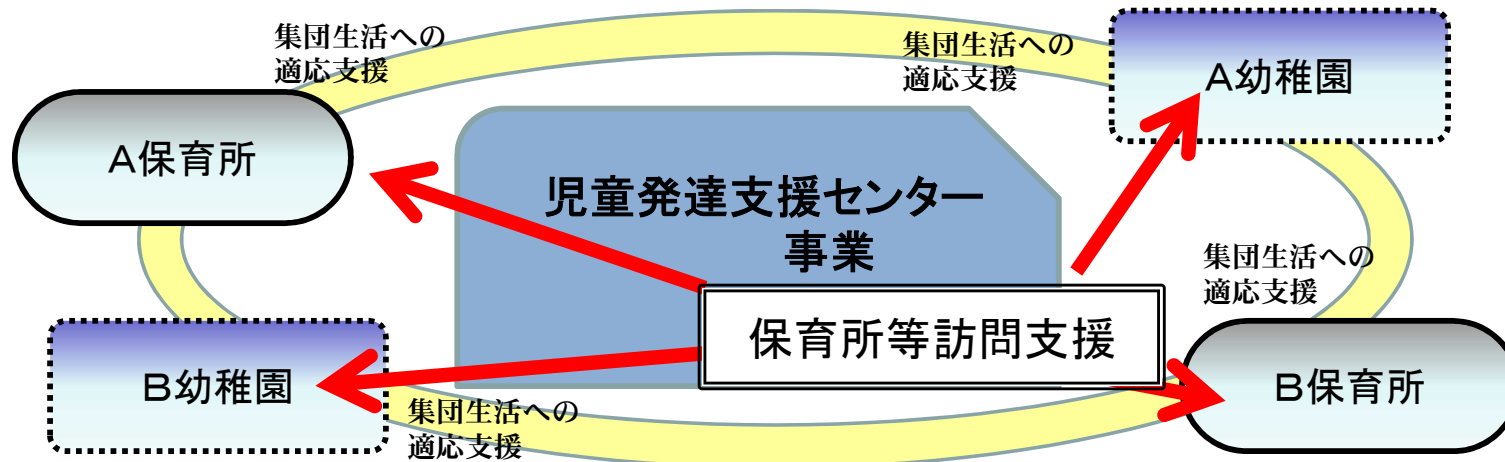 集団生活への
適応支援
集団生活への
適応支援
A幼稚園
A保育所
児童発達支援センター
事業
集団生活への
適応支援
保育所等訪問支援
B幼稚園
B保育所
集団生活への
適応支援